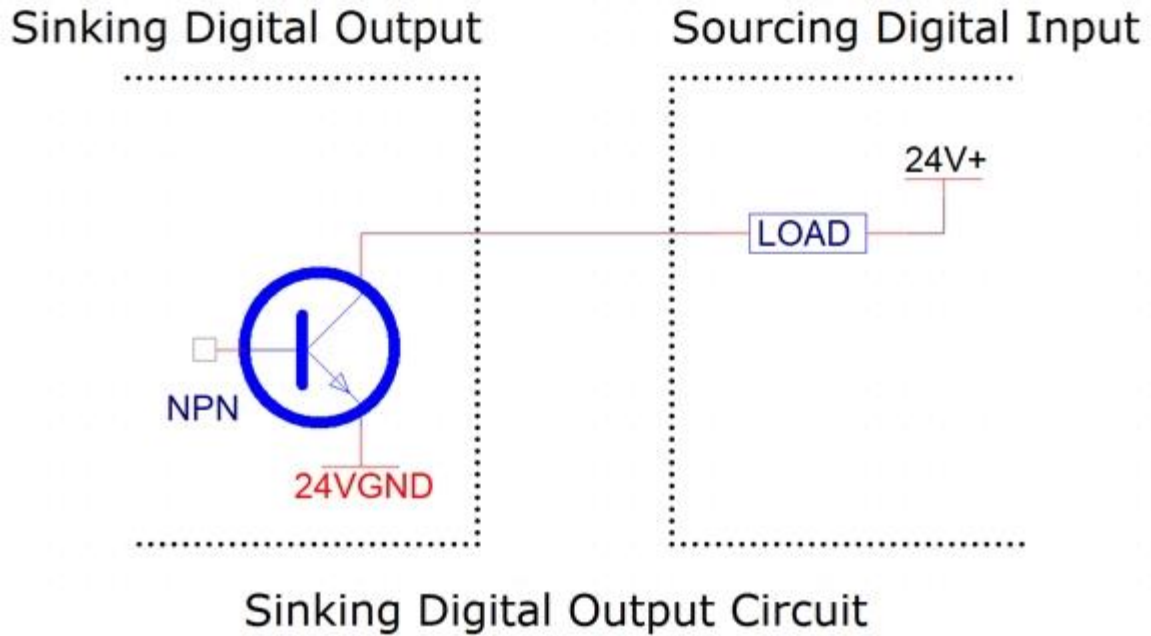 Sinking Digital Output
Sourcing Digital Input
24V+
LOAD
NPN
24VGND
Sinking Digital Output Circuit